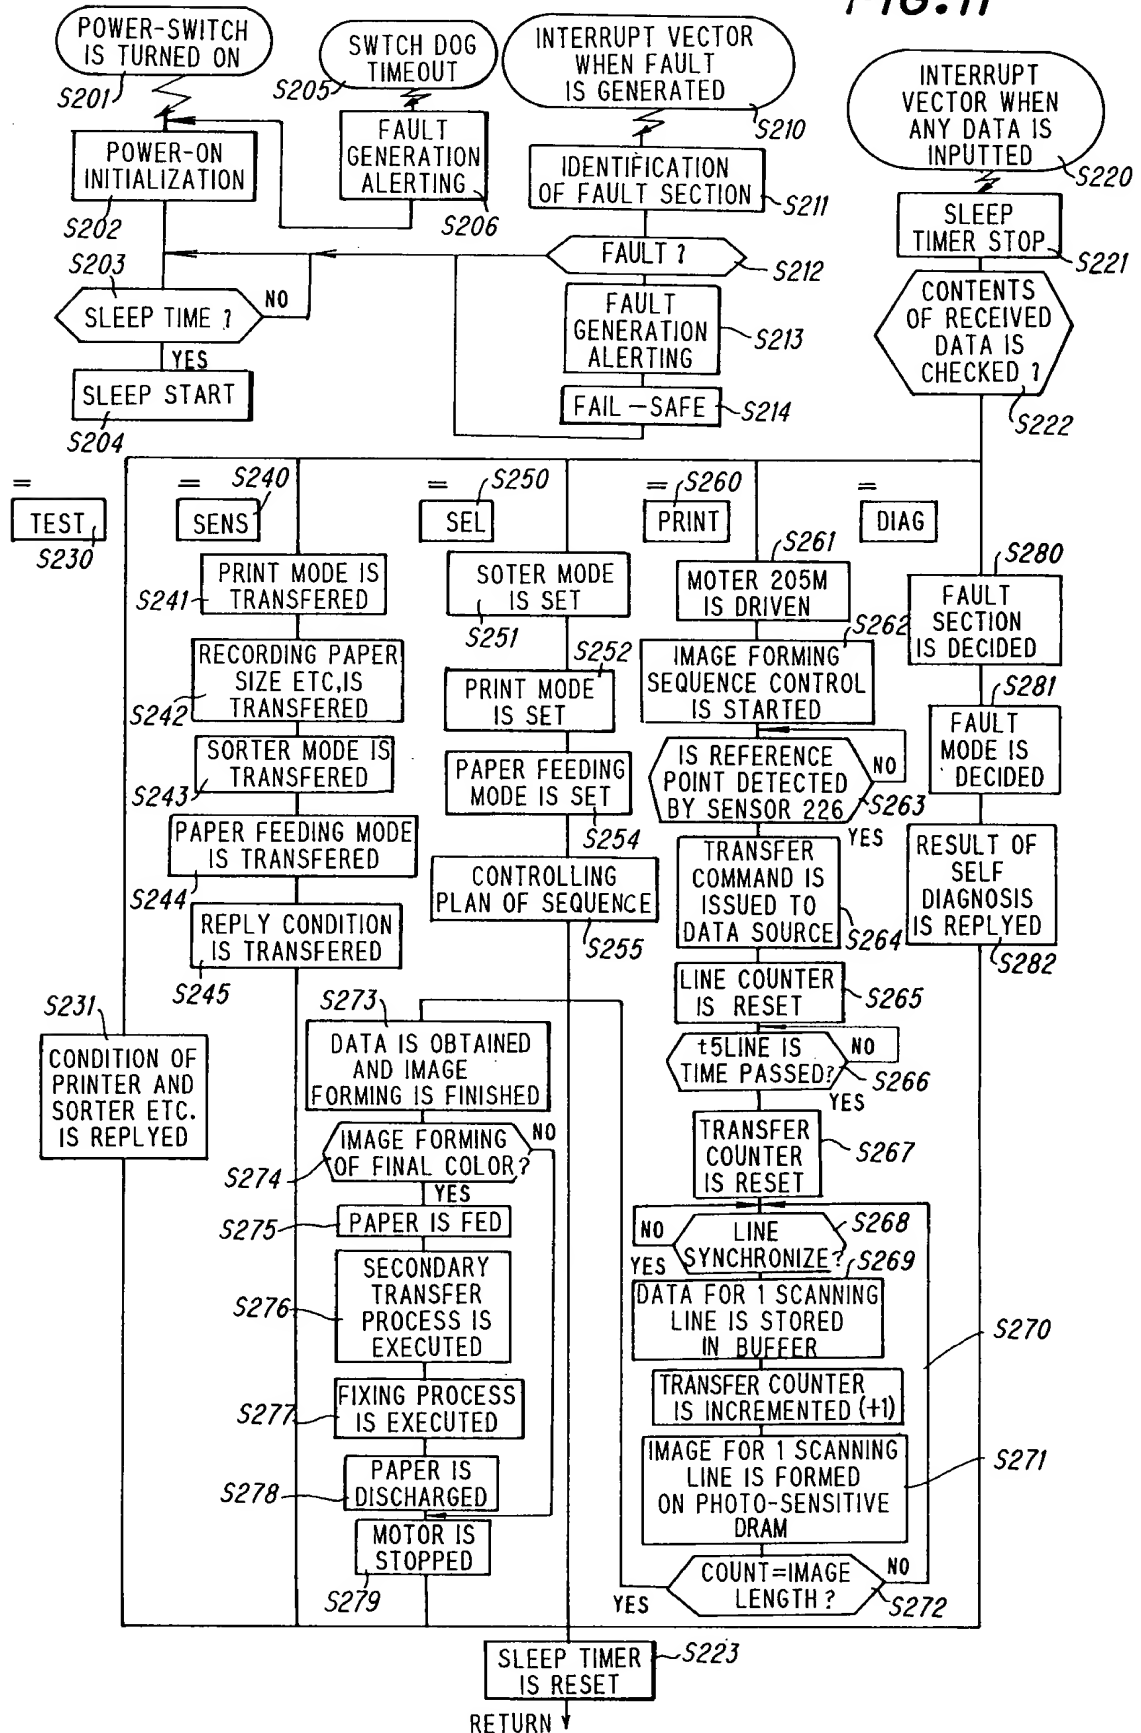 FIG. 11
POWER-SWITCH
IS TURNED ON
S201
POWER-ON
INITIALIZATION
S202
S203
SLEEP TIME ?
NO
YES
SLEEP START
S204
SWTCH DOG
TIMEOUT
S205
FAULT
GENERATION
ALERTING
S206
INTERRUPT VECTOR
WHEN FAULT
IS GENERATED
S210
IDENTIFICATION
OF FAULT SECTION
S211
FAULT ?
S212
FAULT
GENERATION
ALERTING
S213
FAIL-SAFE
S214
INTERRUPT
VECTOR WHEN
ANY DATA IS
INPUTTED
S220
SLEEP
TIMER STOP
S221
CONTENTS
OF RECEIVED
DATA IS
CHECKED ?
S222
=
TEST
S230
S231
CONDITION OF
PRINTER AND
SORTER ETC.
IS REPLYED
=
S240
SENS
PRINT MODE IS
TRANSFERED
S241
RECORDING PAPER
SIZE ETC, IS
TRANSFERED
S242
SORTER MODE IS
TRANSFERED
S243
PAPER FEEDING MODE
IS TRANSFERED
S244
REPLY CONDITION
IS TRANSFERED
S245
=
S250
SEL
SOTER MODE
IS SET
S251
S252
PRINT MODE
IS SET
PAPER FEEDING
MODE IS SET
S254
CONTROLLING
PLAN OF SEQUENCE
S255
=
S260
PRINT
S261
MOTER 205M
IS DRIVEN
S262
IMAGE FORMING
SEQUENCE CONTROL
IS STARTED
IS REFERENCE
POINT DETECTED
BY SENSOR 226
NO
S263
YES
TRANSFER
COMMAND IS
ISSUED TO
DATA SOURCE
S264
LINE COUNTER
IS RESET
S265
t5LINE IS
TIME PASSED?
NO
S266
YES
TRANSFER
COUNTER
IS RESET
S267
NO
LINE
SYNCHRONIZE?
S268
YES
S269
DATA FOR 1 SCANNING
LINE IS STORED
IN BUFFER
S270
TRANSFER COUNTER
IS INCREMENTED (+1)
IMAGE FOR 1 SCANNING
LINE IS FORMED
ON PHOTO-SENSITIVE
DRAM
S271
COUNT=IMAGE
LENGTH ?
NO
YES
S272
S273
DATA IS OBTAINED
AND IMAGE
FORMING IS FINISHED
IMAGE FORMING
OF FINAL COLOR?
NO
S274
YES
PAPER IS FED
S275
SECONDARY
TRANSFER
PROCESS IS
EXECUTED
S276
FIXING PROCESS
IS EXECUTED
S277
PAPER IS
DISCHARGED
S278
MOTOR IS
STOPPED
S279
=
DIAG
S280
FAULT
SECTION
IS DECIDED
S281
FAULT
MODE IS
DECIDED
RESULT OF
SELF
DIAGNOSIS
IS REPLYED
S282
SLEEP TIMER
IS RESET
S223
RETURN